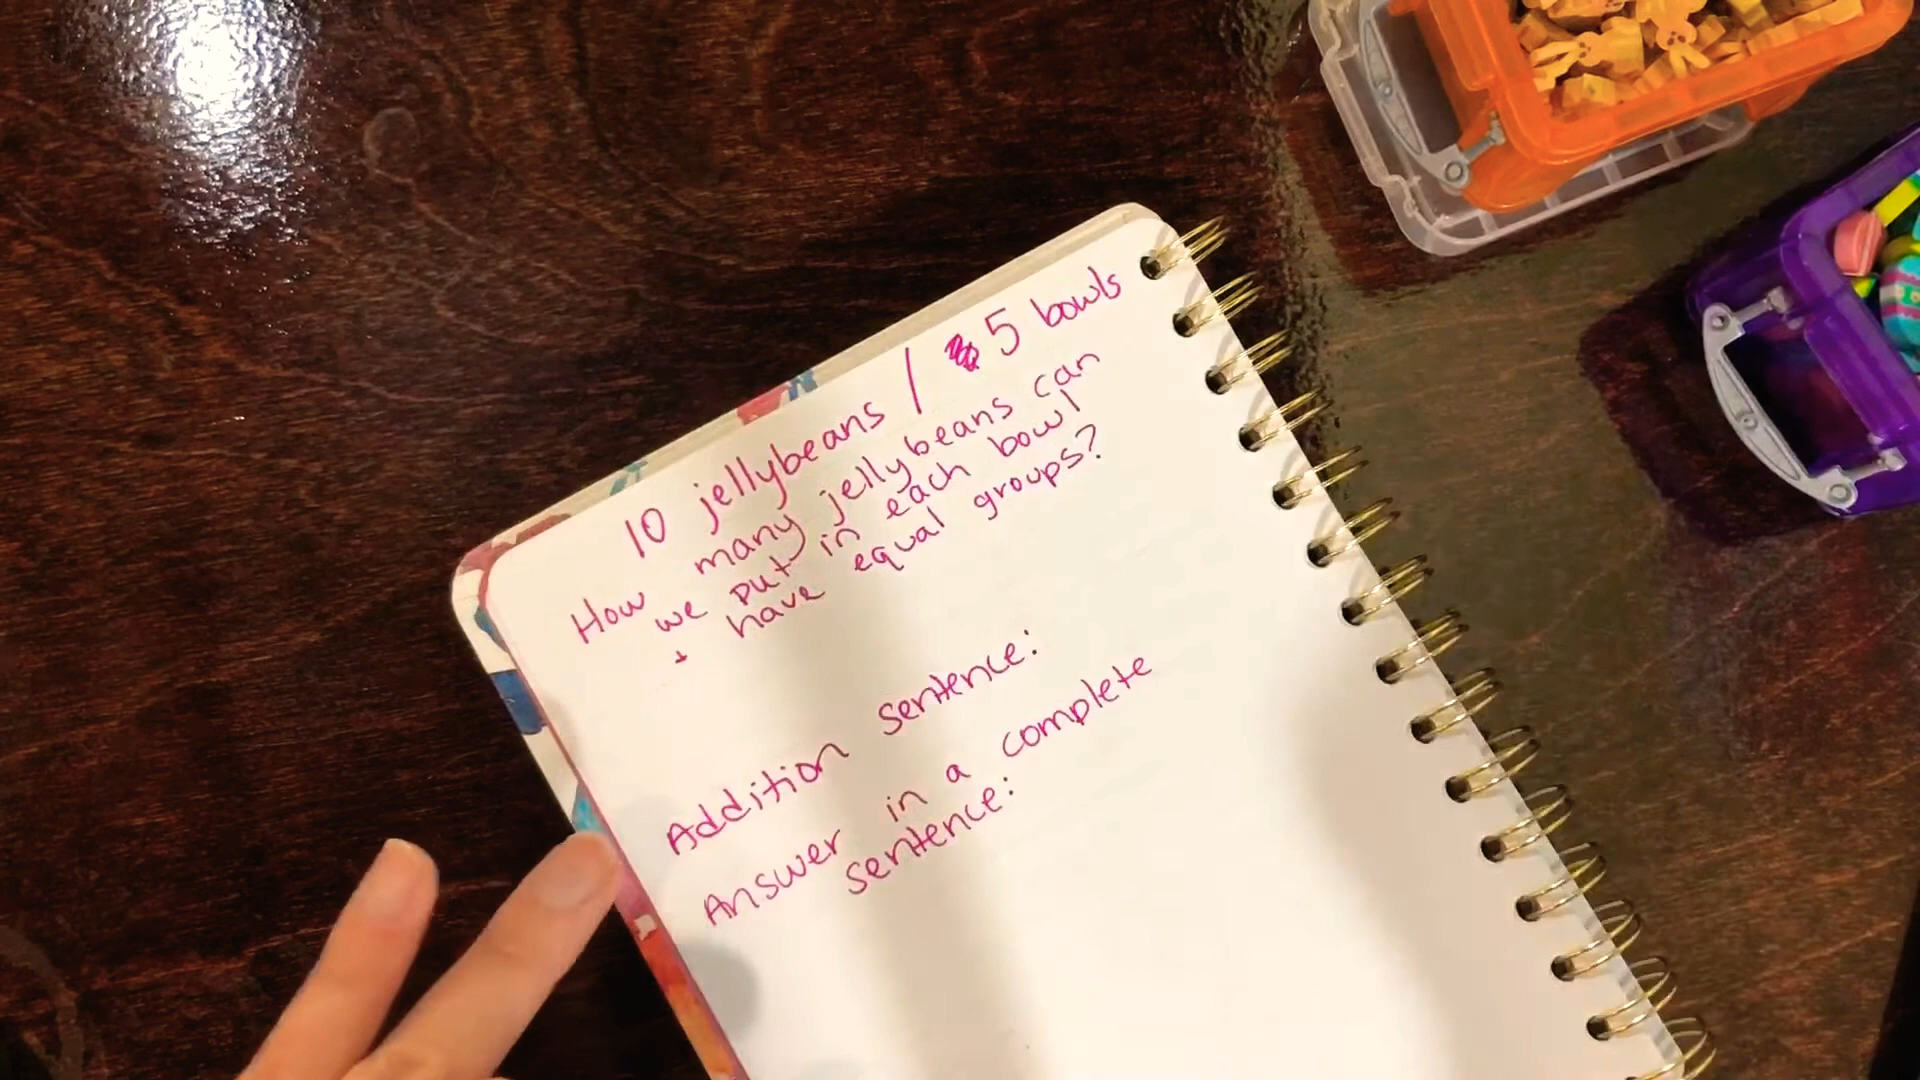 10 jellybeans / 5 bowls
How many jellybeans can
we put in each bowl
+ have equal groups?
Addition sentence:
Answer in a complete
sentence: